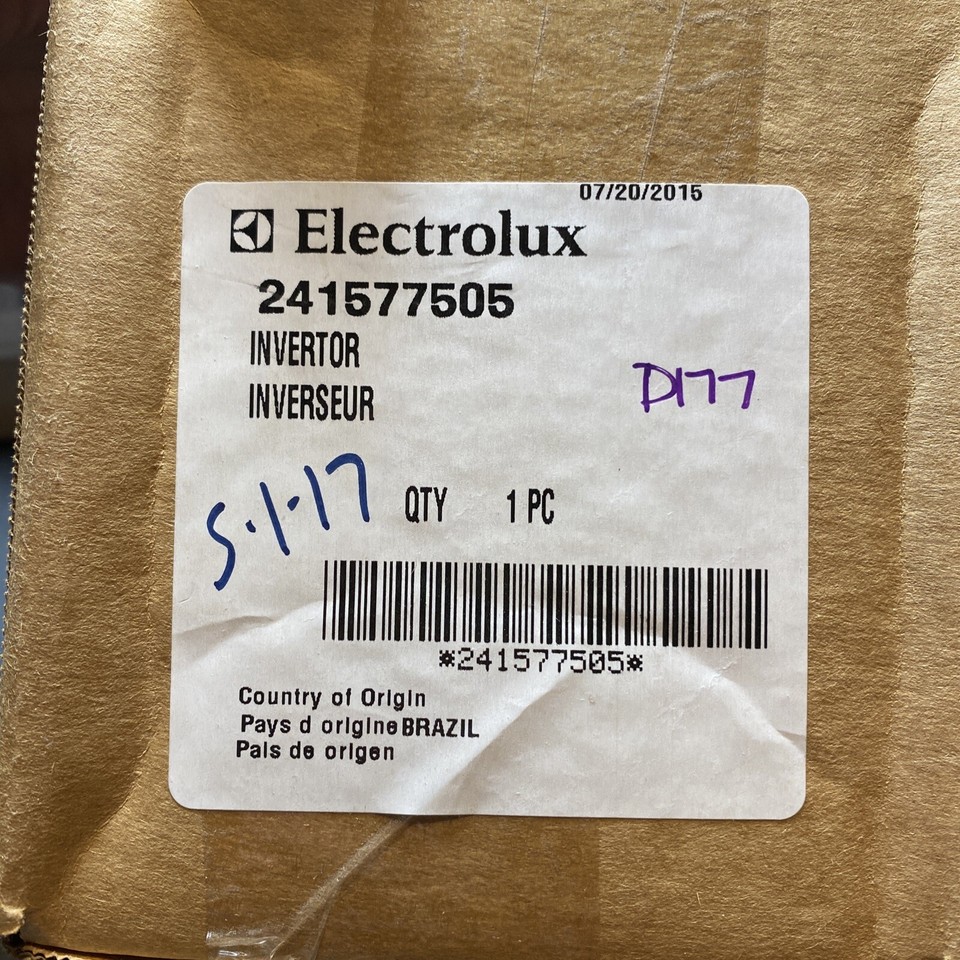 07/20/2015
Electrolux
241577505
INVERTOR
INVERSEUR
D177
5.1.17
QTY 1 PC
*241577505*
Country of Origin
Pays d origine BRAZIL
Pais de origen